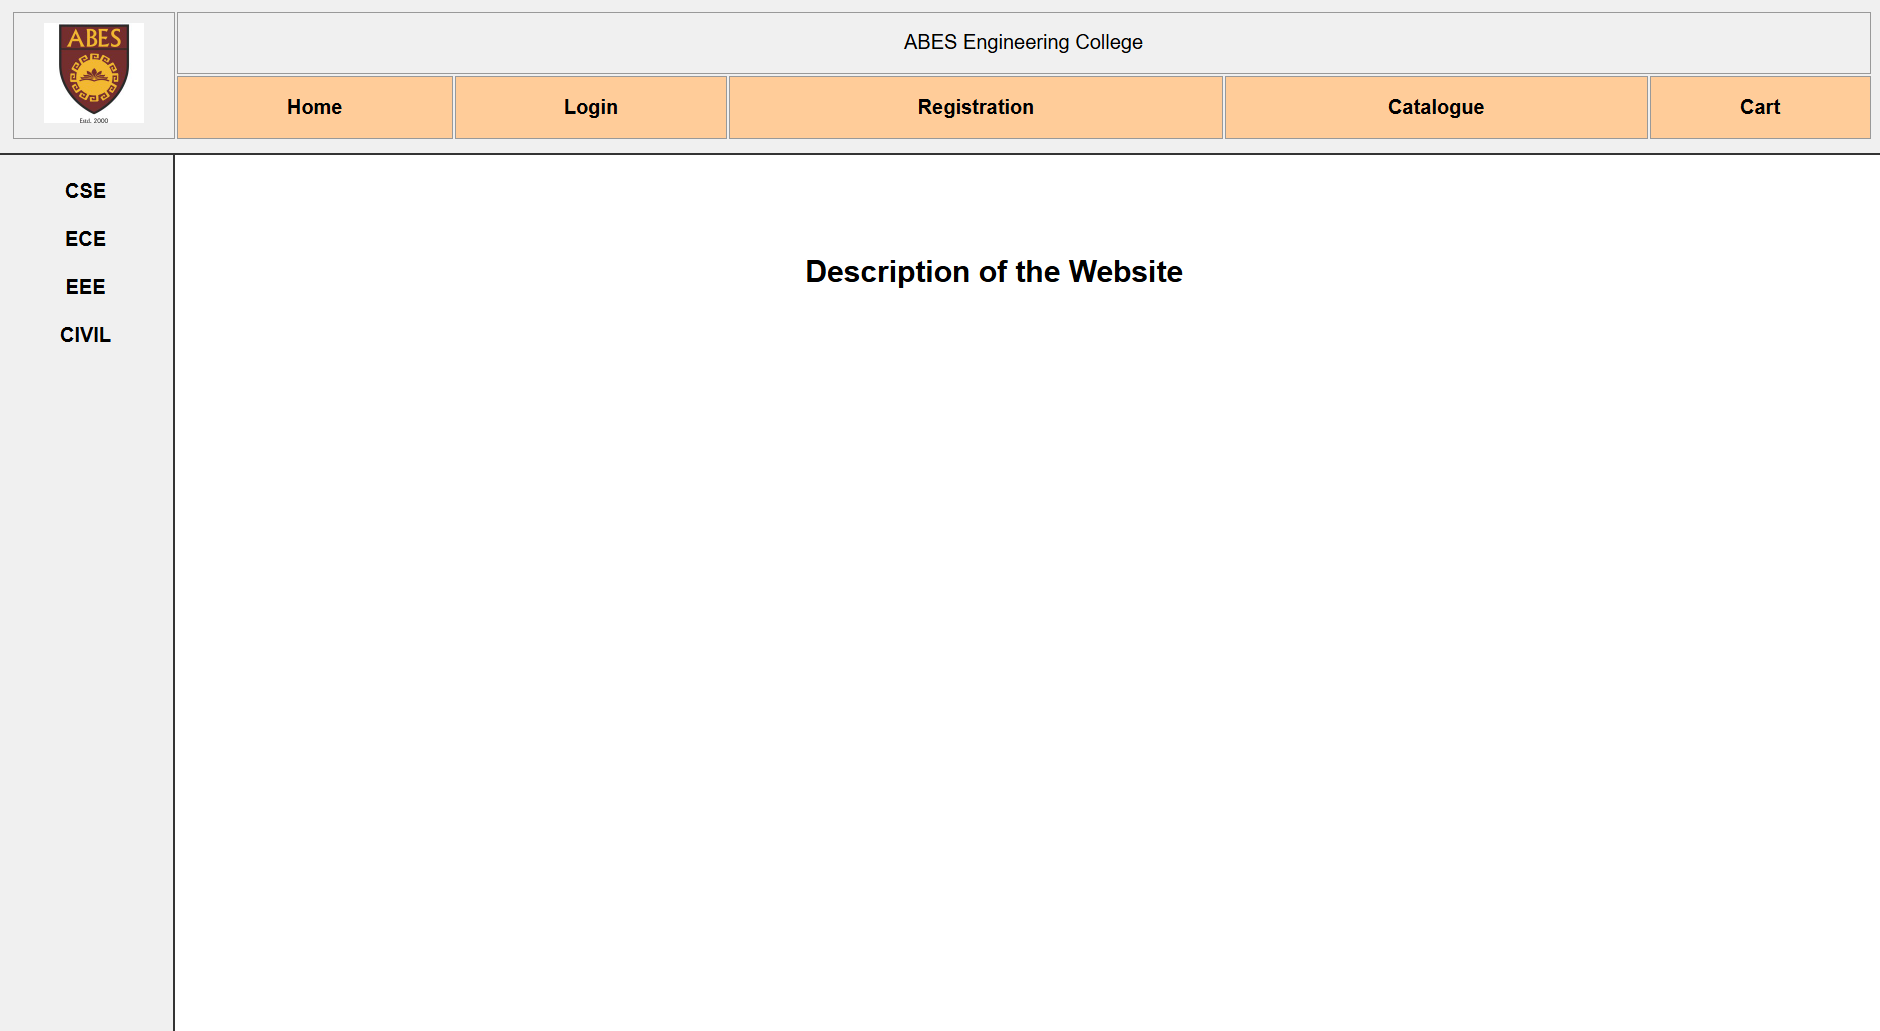 ABES
Estd. 2000
ABES Engineering College
Home Login Registration Catalogue Cart
CSE
ECE
EEE
CIVIL
Description of the Website